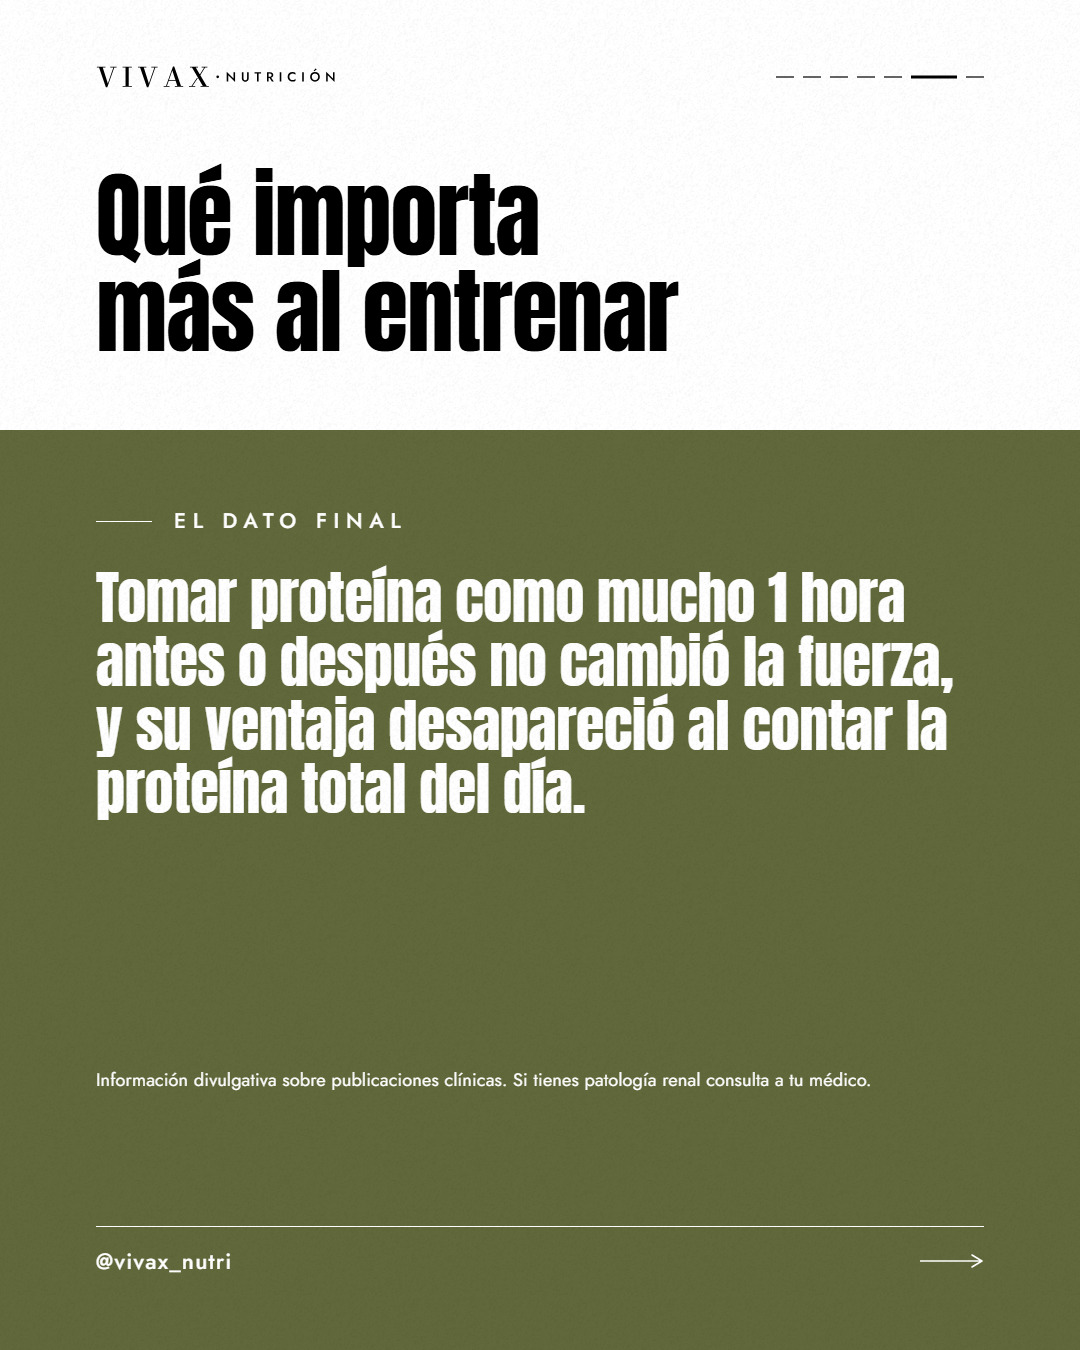 VIVAX · NUTRICIÓN
Qué importa
más al entrenar
EL DATO FINAL
Tomar proteína como mucho 1 hora
antes o después no cambió la fuerza,
y su ventaja desapareció al contar la
proteína total del día.
Información divulgativa sobre publicaciones clínicas. Si tienes patología renal consulta a tu médico.
@vivax_nutri